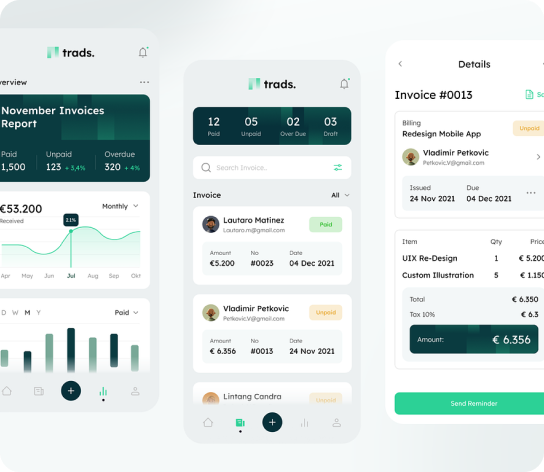 trads.
verview
November Invoices
Report
Paid
Unpaid
Overdue
1,500
123 + 3,4%
320 + 4%
€53.200
Monthly
Received
2.1%
Apr May Jun Jul Aug Sep Okt
D W M Y
Paid
trads.
12 05 02 03
Paid Unpaid Over Due Draft
Search Invoice..
Invoice
All
Lautaro Matinez
Lautaro.m@gmail.com
Paid
Amount No Date
€5.200 #0023 04 Dec 2021
Vladimir Petkovic
Petkovic.V@gmail.com
Unpaid
Amount No Date
€ 6.356 #0013 24 Nov 2021
Lintang Candra
Unpaid
Details
Invoice #0013
Billing
Redesign Mobile App
Unpaid
Vladimir Petkovic
Petkovic.V@gmail.com
Issued Due
24 Nov 2021 04 Dec 2021
Item Qty Price
UIX Re-Design 1 € 5.200
Custom Illustration 5 € 1.150
Total € 6.350
Tax 10% € 6.3
Amount: € 6.356
Send Reminder